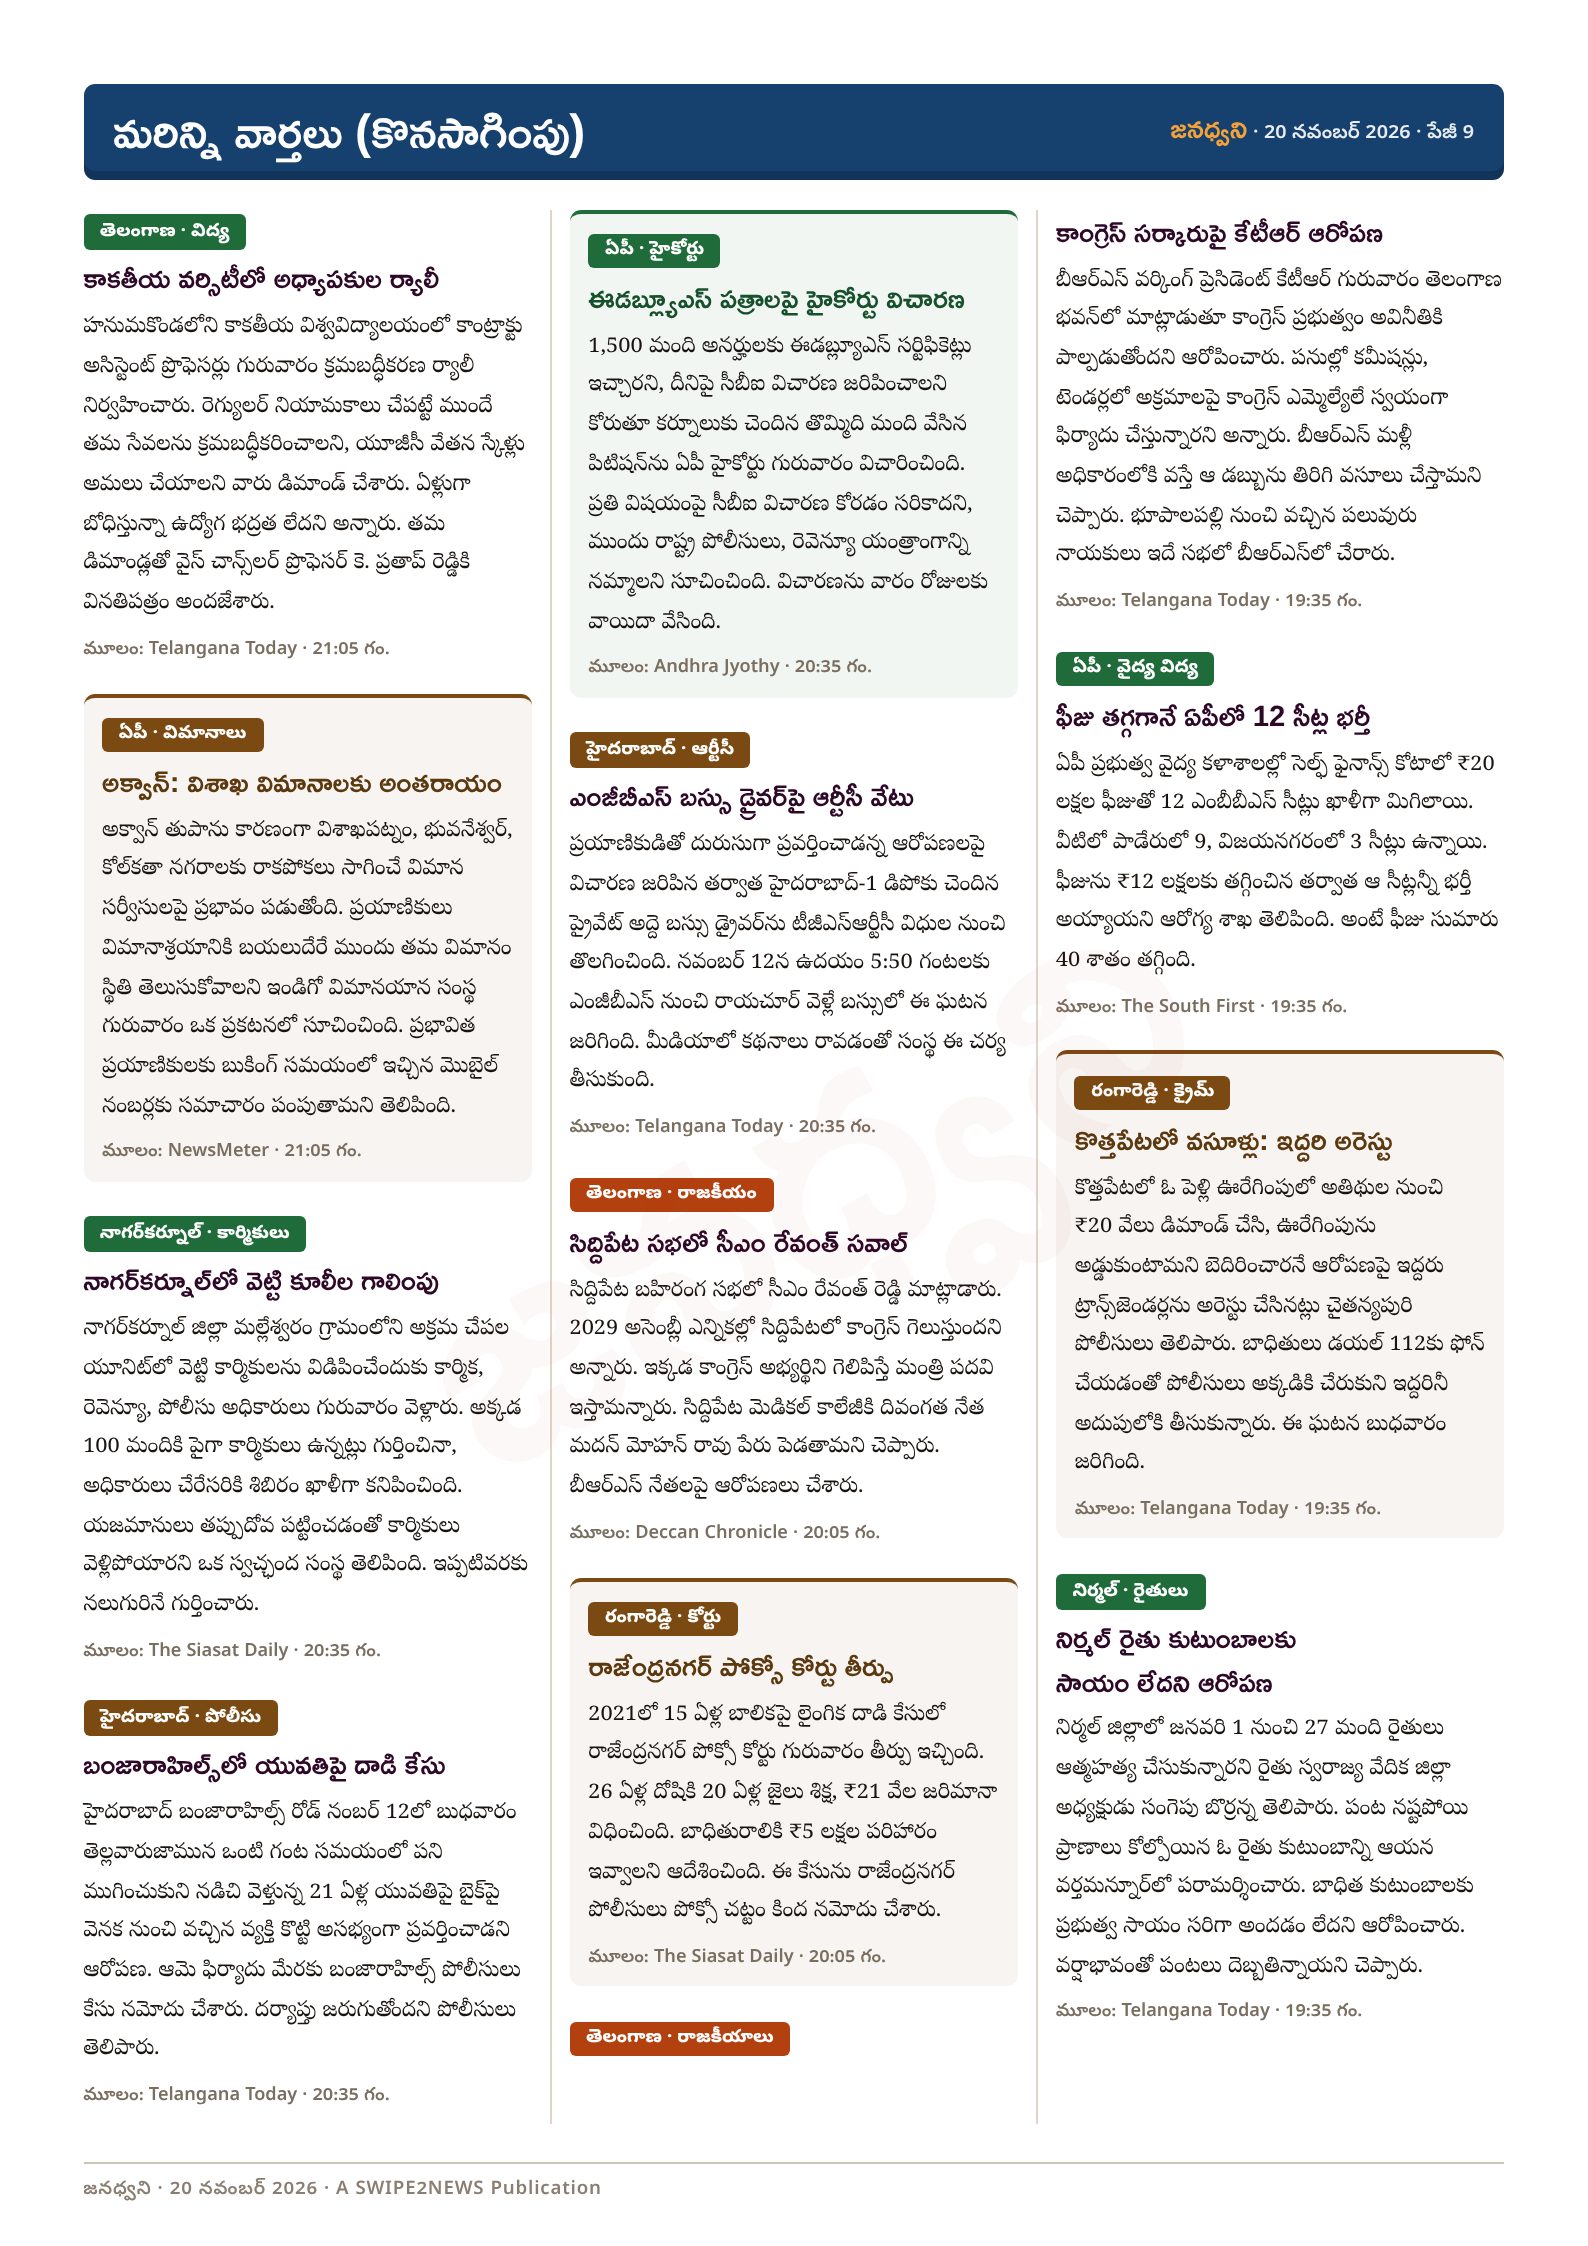 మరిన్ని వార్తలు (కొనసాగింపు)
జనధ్వని · 20 నవంబర్ 2026 · పేజీ 9
తెలంగాణ · విద్య
కాకతీయ వర్సిటీలో అధ్యాపకుల ర్యాలీ
హనుమకొండలోని కాకతీయ విశ్వవిద్యాలయంలో కాంట్రాక్టు
అసిస్టెంట్ ప్రొఫెసర్లు గురువారం క్రమబద్ధీకరణ ర్యాలీ
నిర్వహించారు. రెగ్యులర్ నియామకాలు చేపట్టే ముందే
తమ సేవలను క్రమబద్ధీకరించాలని, యూజీసీ వేతన స్కేళ్లు
అమలు చేయాలని వారు డిమాండ్ చేశారు. ఏళ్లుగా
బోధిస్తున్నా ఉద్యోగ భద్రత లేదని అన్నారు. తమ
డిమాండ్లతో వైస్ చాన్స్‌లర్ ప్రొఫెసర్ కె. ప్రతాప్ రెడ్డికి
వినతిపత్రం అందజేశారు.
మూలం: Telangana Today · 21:05 గం.
ఏపీ · విమానాలు
అక్వాన్: విశాఖ విమానాలకు అంతరాయం
అక్వాన్ తుపాను కారణంగా విశాఖపట్నం, భువనేశ్వర్,
కోల్‌కతా నగరాలకు రాకపోకలు సాగించే విమాన
సర్వీసులపై ప్రభావం పడుతోంది. ప్రయాణికులు
విమానాశ్రయానికి బయలుదేరే ముందు తమ విమానం
స్థితి తెలుసుకోవాలని ఇండిగో విమానయాన సంస్థ
గురువారం ఒక ప్రకటనలో సూచించింది. ప్రభావిత
ప్రయాణికులకు బుకింగ్ సమయంలో ఇచ్చిన మొబైల్
నంబర్లకు సమాచారం పంపుతామని తెలిపింది.
మూలం: NewsMeter · 21:05 గం.
నాగర్‌కర్నూల్ · కార్మికులు
నాగర్‌కర్నూల్‌లో వెట్టి కూలీల గాలింపు
నాగర్‌కర్నూల్ జిల్లా మల్లేశ్వరం గ్రామంలోని అక్రమ చేపల
యూనిట్‌లో వెట్టి కార్మికులను విడిపించేందుకు కార్మిక,
రెవెన్యూ, పోలీసు అధికారులు గురువారం వెళ్లారు. అక్కడ
100 మందికి పైగా కార్మికులు ఉన్నట్లు గుర్తించినా,
అధికారులు చేరేసరికి శిబిరం ఖాళీగా కనిపించింది.
యజమానులు తప్పుదోవ పట్టించడంతో కార్మికులు
వెళ్లిపోయారని ఒక స్వచ్ఛంద సంస్థ తెలిపింది. ఇప్పటివరకు
నలుగురినే గుర్తించారు.
మూలం: The Siasat Daily · 20:35 గం.
హైదరాబాద్ · పోలీసు
బంజారాహిల్స్‌లో యువతిపై దాడి కేసు
హైదరాబాద్ బంజారాహిల్స్ రోడ్ నంబర్ 12లో బుధవారం
తెల్లవారుజామున ఒంటి గంట సమయంలో పని
ముగించుకుని నడిచి వెళ్తున్న 21 ఏళ్ల యువతిపై బైక్‌పై
వెనక నుంచి వచ్చిన వ్యక్తి కొట్టి అసభ్యంగా ప్రవర్తించాడని
ఆరోపణ. ఆమె ఫిర్యాదు మేరకు బంజారాహిల్స్ పోలీసులు
కేసు నమోదు చేశారు. దర్యాప్తు జరుగుతోందని పోలీసులు
తెలిపారు.
మూలం: Telangana Today · 20:35 గం.
ఏపీ · హైకోర్టు
ఈడబ్ల్యూఎస్ పత్రాలపై హైకోర్టు విచారణ
1,500 మంది అనర్హులకు ఈడబ్ల్యూఎస్ సర్టిఫికెట్లు
ఇచ్చారని, దీనిపై సీబీఐ విచారణ జరిపించాలని
కోరుతూ కర్నూలుకు చెందిన తొమ్మిది మంది వేసిన
పిటిషన్‌ను ఏపీ హైకోర్టు గురువారం విచారించింది.
ప్రతి విషయంపై సీబీఐ విచారణ కోరడం సరికాదని,
ముందు రాష్ట్ర పోలీసులు, రెవెన్యూ యంత్రాంగాన్ని
నమ్మాలని సూచించింది. విచారణను వారం రోజులకు
వాయిదా వేసింది.
మూలం: Andhra Jyothy · 20:35 గం.
హైదరాబాద్ · ఆర్టీసీ
ఎంజీబీఎస్ బస్సు డ్రైవర్‌పై ఆర్టీసీ వేటు
ప్రయాణికుడితో దురుసుగా ప్రవర్తించాడన్న ఆరోపణలపై
విచారణ జరిపిన తర్వాత హైదరాబాద్-1 డిపోకు చెందిన
ప్రైవేట్ అద్దె బస్సు డ్రైవర్‌ను టీజీఎస్ఆర్టీసీ విధుల నుంచి
తొలగించింది. నవంబర్ 12న ఉదయం 5:50 గంటలకు
ఎంజీబీఎస్ నుంచి రాయచూర్ వెళ్లే బస్సులో ఈ ఘటన
జరిగింది. మీడియాలో కథనాలు రావడంతో సంస్థ ఈ చర్య
తీసుకుంది.
మూలం: Telangana Today · 20:35 గం.
తెలంగాణ · రాజకీయం
సిద్దిపేట సభలో సీఎం రేవంత్ సవాల్
సిద్దిపేట బహిరంగ సభలో సీఎం రేవంత్ రెడ్డి మాట్లాడారు.
2029 అసెంబ్లీ ఎన్నికల్లో సిద్దిపేటలో కాంగ్రెస్ గెలుస్తుందని
అన్నారు. ఇక్కడ కాంగ్రెస్ అభ్యర్థిని గెలిపిస్తే మంత్రి పదవి
ఇస్తామన్నారు. సిద్దిపేట మెడికల్ కాలేజీకి దివంగత నేత
మదన్ మోహన్ రావు పేరు పెడతామని చెప్పారు.
బీఆర్ఎస్ నేతలపై ఆరోపణలు చేశారు.
మూలం: Deccan Chronicle · 20:05 గం.
రంగారెడ్డి · కోర్టు
రాజేంద్రనగర్ పోక్సో కోర్టు తీర్పు
2021లో 15 ఏళ్ల బాలికపై లైంగిక దాడి కేసులో
రాజేంద్రనగర్ పోక్సో కోర్టు గురువారం తీర్పు ఇచ్చింది.
26 ఏళ్ల దోషికి 20 ఏళ్ల జైలు శిక్ష, ₹21 వేల జరిమానా
విధించింది. బాధితురాలికి ₹5 లక్షల పరిహారం
ఇవ్వాలని ఆదేశించింది. ఈ కేసును రాజేంద్రనగర్
పోలీసులు పోక్సో చట్టం కింద నమోదు చేశారు.
మూలం: The Siasat Daily · 20:05 గం.
తెలంగాణ · రాజకీయాలు
కాంగ్రెస్ సర్కారుపై కేటీఆర్ ఆరోపణ
బీఆర్ఎస్ వర్కింగ్ ప్రెసిడెంట్ కేటీఆర్ గురువారం తెలంగాణ
భవన్‌లో మాట్లాడుతూ కాంగ్రెస్ ప్రభుత్వం అవినీతికి
పాల్పడుతోందని ఆరోపించారు. పనుల్లో కమీషన్లు,
టెండర్లలో అక్రమాలపై కాంగ్రెస్ ఎమ్మెల్యేలే స్వయంగా
ఫిర్యాదు చేస్తున్నారని అన్నారు. బీఆర్ఎస్ మళ్లీ
అధికారంలోకి వస్తే ఆ డబ్బును తిరిగి వసూలు చేస్తామని
చెప్పారు. భూపాలపల్లి నుంచి వచ్చిన పలువురు
నాయకులు ఇదే సభలో బీఆర్ఎస్‌లో చేరారు.
మూలం: Telangana Today · 19:35 గం.
ఏపీ · వైద్య విద్య
ఫీజు తగ్గగానే ఏపీలో 12 సీట్ల భర్తీ
ఏపీ ప్రభుత్వ వైద్య కళాశాలల్లో సెల్ఫ్ ఫైనాన్స్ కోటాలో ₹20
లక్షల ఫీజుతో 12 ఎంబీబీఎస్ సీట్లు ఖాళీగా మిగిలాయి.
వీటిలో పాడేరులో 9, విజయనగరంలో 3 సీట్లు ఉన్నాయి.
ఫీజును ₹12 లక్షలకు తగ్గించిన తర్వాత ఆ సీట్లన్నీ భర్తీ
అయ్యాయని ఆరోగ్య శాఖ తెలిపింది. అంటే ఫీజు సుమారు
40 శాతం తగ్గింది.
మూలం: The South First · 19:35 గం.
రంగారెడ్డి · క్రైమ్
కొత్తపేటలో వసూళ్లు: ఇద్దరి అరెస్టు
కొత్తపేటలో ఓ పెళ్లి ఊరేగింపులో అతిథుల నుంచి
₹20 వేలు డిమాండ్ చేసి, ఊరేగింపును
అడ్డుకుంటామని బెదిరించారనే ఆరోపణపై ఇద్దరు
ట్రాన్స్‌జెండర్లను అరెస్టు చేసినట్లు చైతన్యపురి
పోలీసులు తెలిపారు. బాధితులు డయల్ 112కు ఫోన్
చేయడంతో పోలీసులు అక్కడికి చేరుకుని ఇద్దరినీ
అదుపులోకి తీసుకున్నారు. ఈ ఘటన బుధవారం
జరిగింది.
మూలం: Telangana Today · 19:35 గం.
నిర్మల్ · రైతులు
నిర్మల్ రైతు కుటుంబాలకు
సాయం లేదని ఆరోపణ
నిర్మల్ జిల్లాలో జనవరి 1 నుంచి 27 మంది రైతులు
ఆత్మహత్య చేసుకున్నారని రైతు స్వరాజ్య వేదిక జిల్లా
అధ్యక్షుడు సంగెపు బొర్రన్న తెలిపారు. పంట నష్టపోయి
ప్రాణాలు కోల్పోయిన ఓ రైతు కుటుంబాన్ని ఆయన
వర్తమన్నూర్‌లో పరామర్శించారు. బాధిత కుటుంబాలకు
ప్రభుత్వ సాయం సరిగా అందడం లేదని ఆరోపించారు.
వర్షాభావంతో పంటలు దెబ్బతిన్నాయని చెప్పారు.
మూలం: Telangana Today · 19:35 గం.
జనధ్వని
జనధ్వని · 20 నవంబర్ 2026 · A SWIPE2NEWS Publication